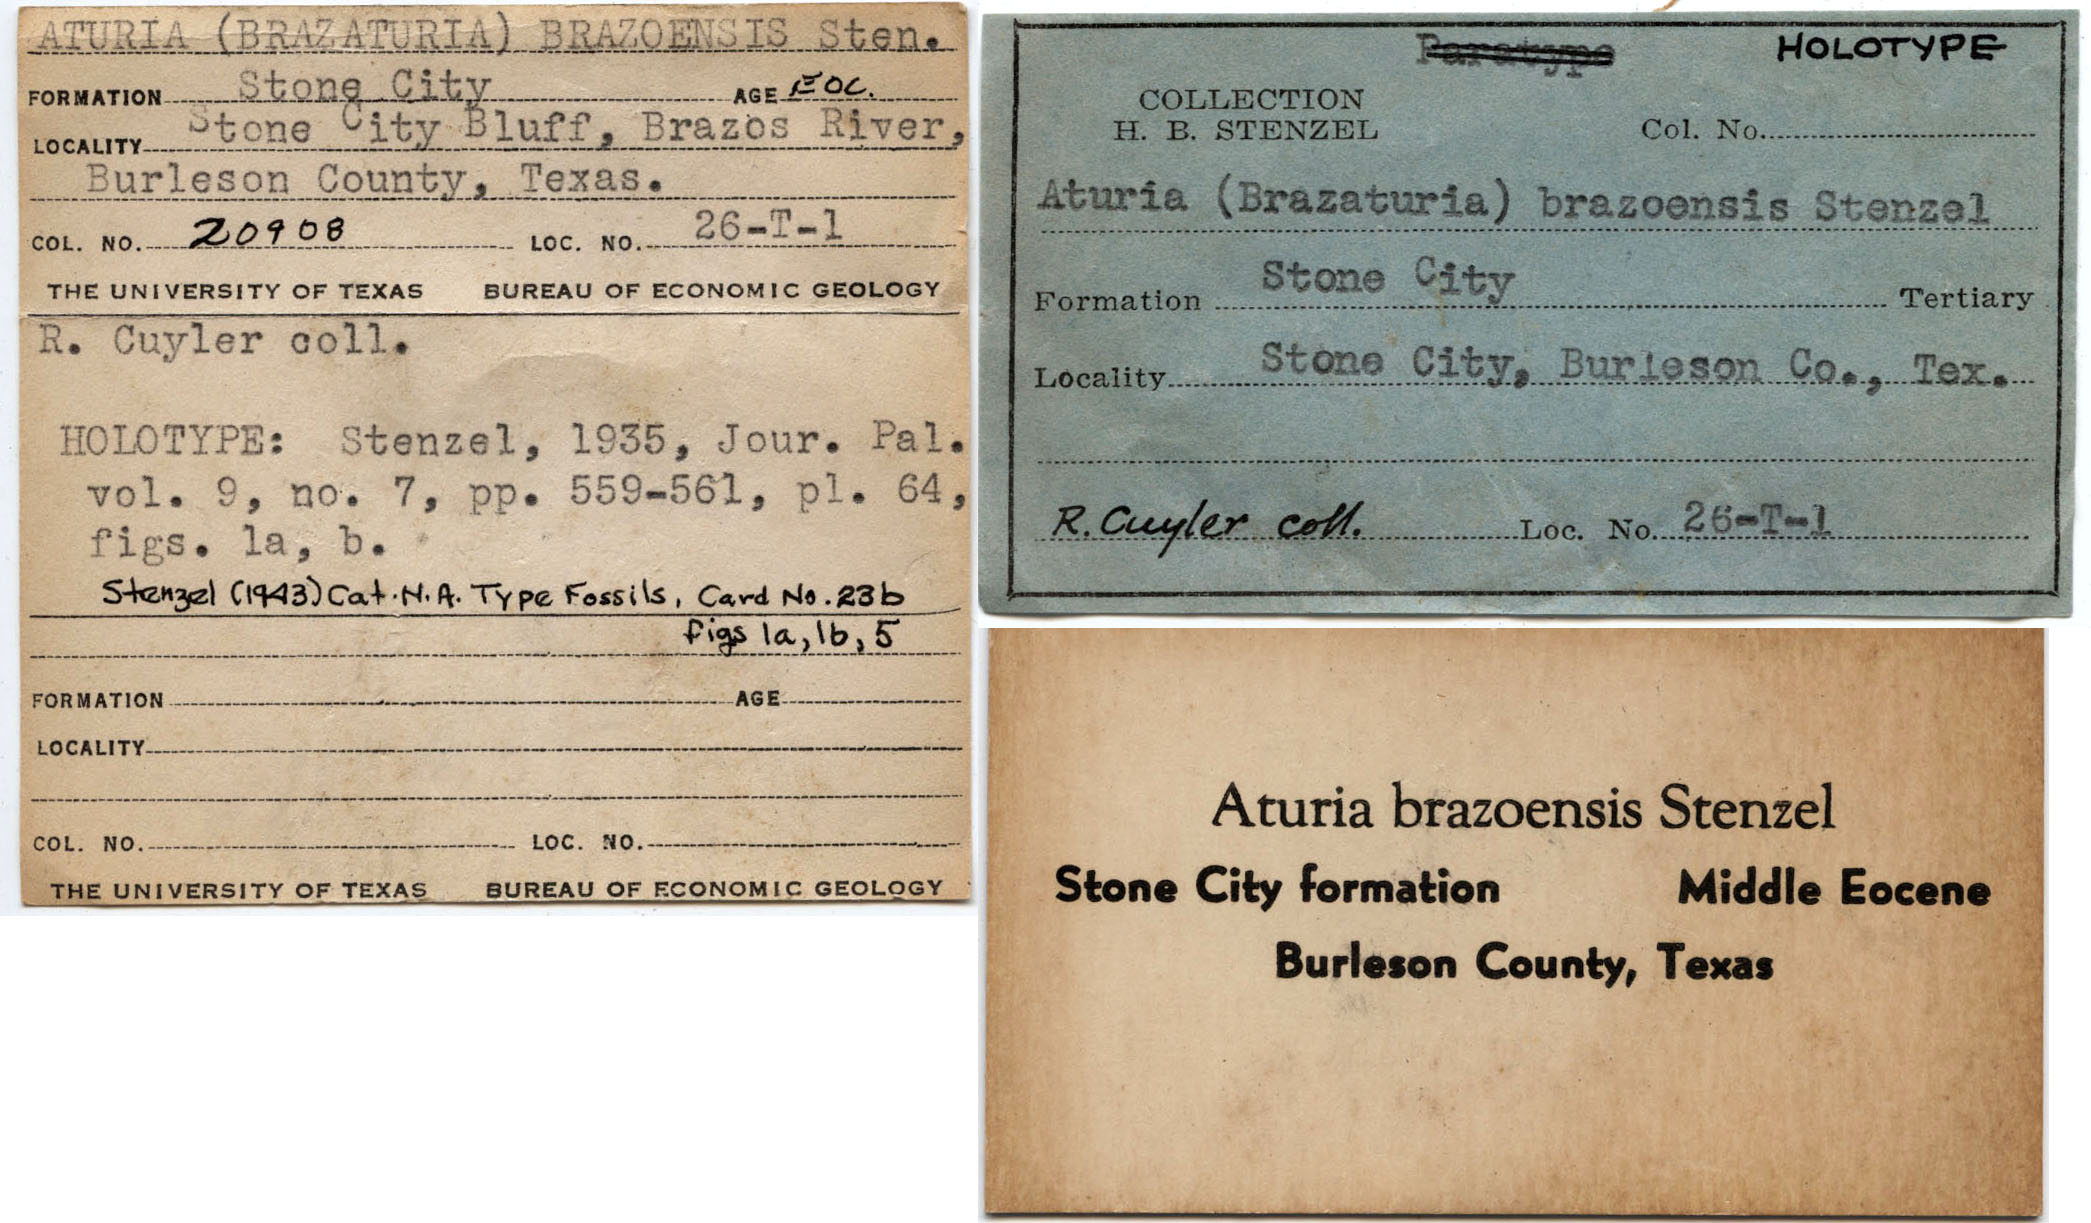 ATURIA (BRAZATURIA) BRAZOENSIS Sten.
FORMATION Stone City AGE EOC.
LOCALITY Stone City Bluff, Brazos River,
Burleson County, Texas.
COL. NO. 20908 LOC. NO. 26-T-1
THE UNIVERSITY OF TEXAS BUREAU OF ECONOMIC GEOLOGY
R. Cuyler coll.
HOLOTYPE: Stenzel, 1935, Jour. Pal.
vol. 9, no. 7, pp. 559-561, pl. 64,
figs. 1a, b.
Stenzel (1943) Cat. N.A. Type Fossils, Card No. 23b
figs 1a, 1b, 5
FORMATION AGE
LOCALITY
COL. NO. LOC. NO.
THE UNIVERSITY OF TEXAS BUREAU OF ECONOMIC GEOLOGY
Paratype HOLOTYPE
COLLECTION
H. B. STENZEL Col. No.
Aturia (Brazaturia) brazoensis Stenzel
Formation Stone City Tertiary
Locality Stone City, Burleson Co., Tex.
R. Cuyler coll. Loc. No. 26-T-1
Aturia brazoensis Stenzel
Stone City formation Middle Eocene
Burleson County, Texas